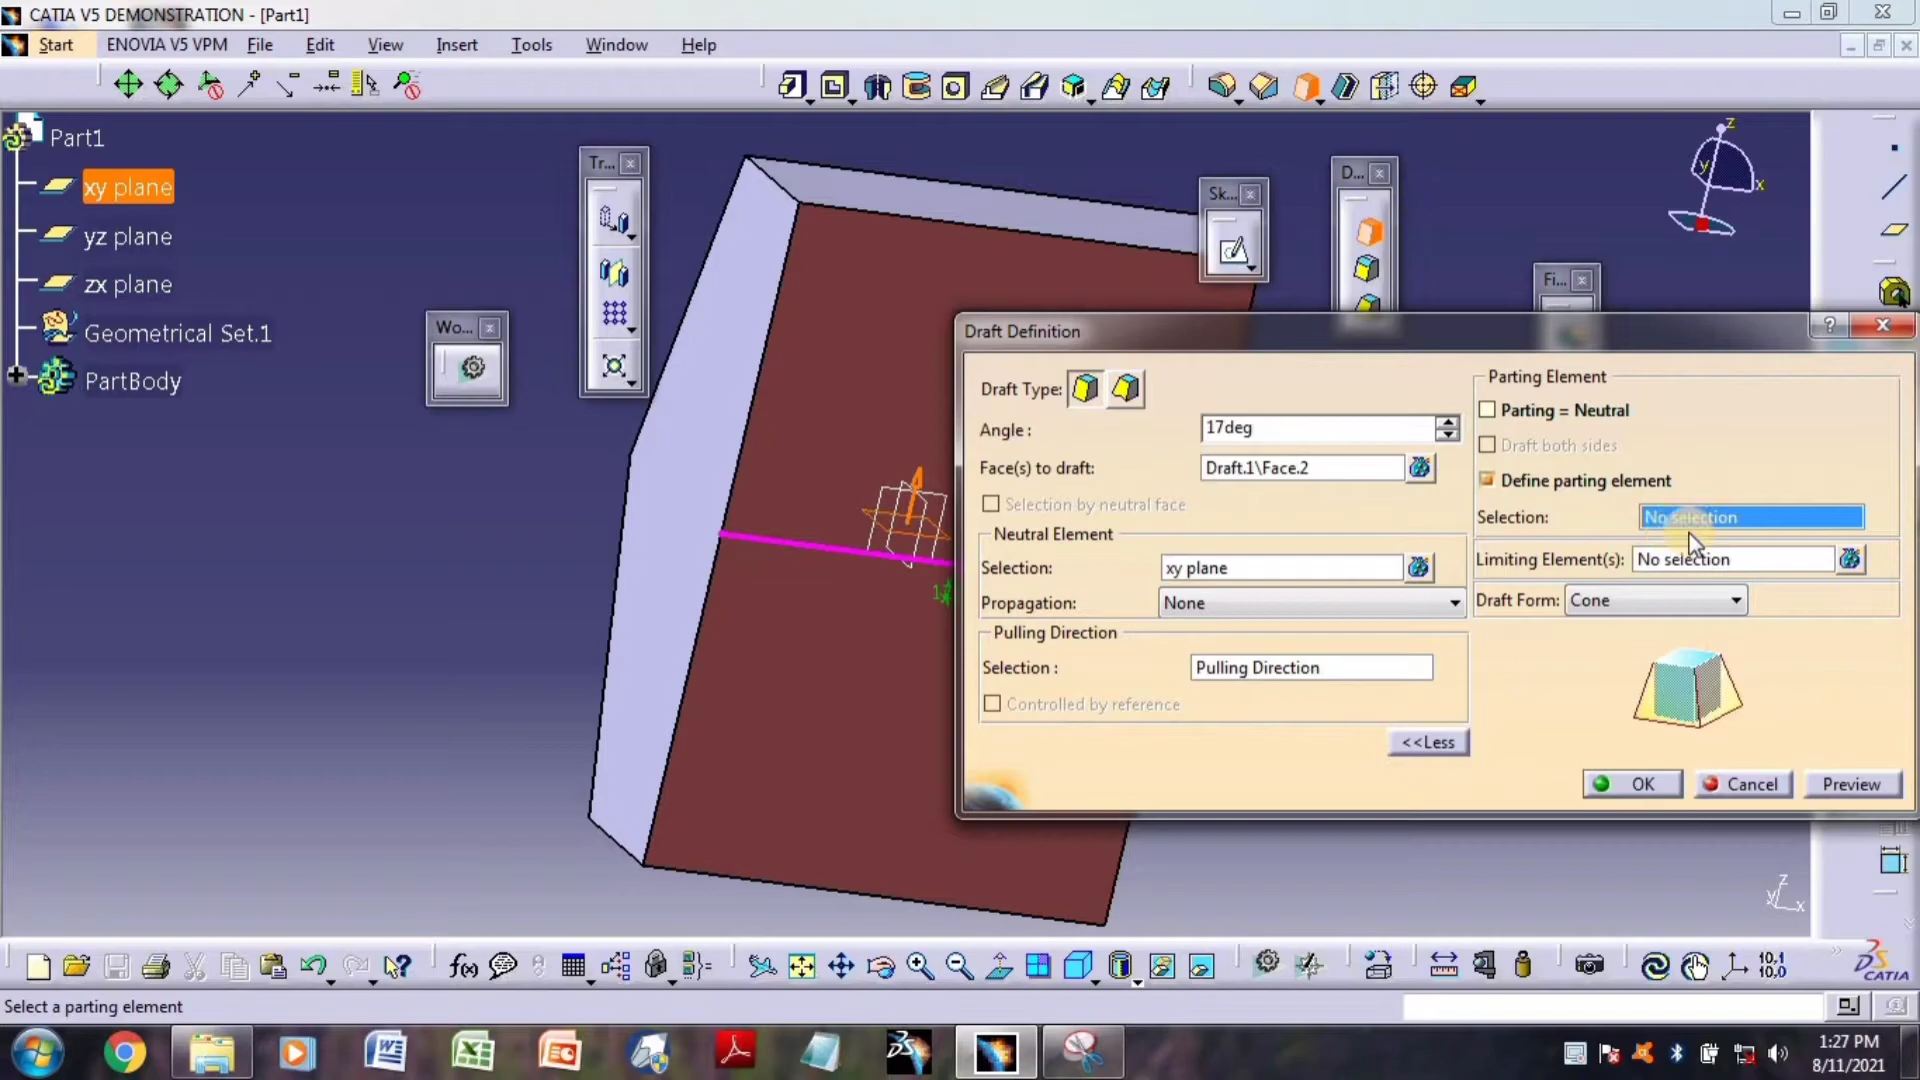 CATIA V5 DEMONSTRATION - [Part1]
Start ENOVIA V5 VPM File Edit View Insert Tools Window Help
Part1
xy plane
yz plane
zx plane
Geometrical Set.1
PartBody
Wo...
Tr...
Sk...
D...
Fi...
z
y
x
Draft Definition
Draft Type:
Angle :
17deg
Face(s) to draft:
Draft.1\Face.2
Selection by neutral face
Neutral Element
Selection:
xy plane
Propagation:
None
Pulling Direction
Selection :
Pulling Direction
Controlled by reference
<<Less
Parting Element
Parting = Neutral
Draft both sides
Define parting element
Selection:
No selection
Limiting Element(s):
No selection
Draft Form:
Cone
OK
Cancel
Preview
z
y
x
f(x)
10,1
10,0
CATIA
Select a parting element
1:27 PM
8/11/2021